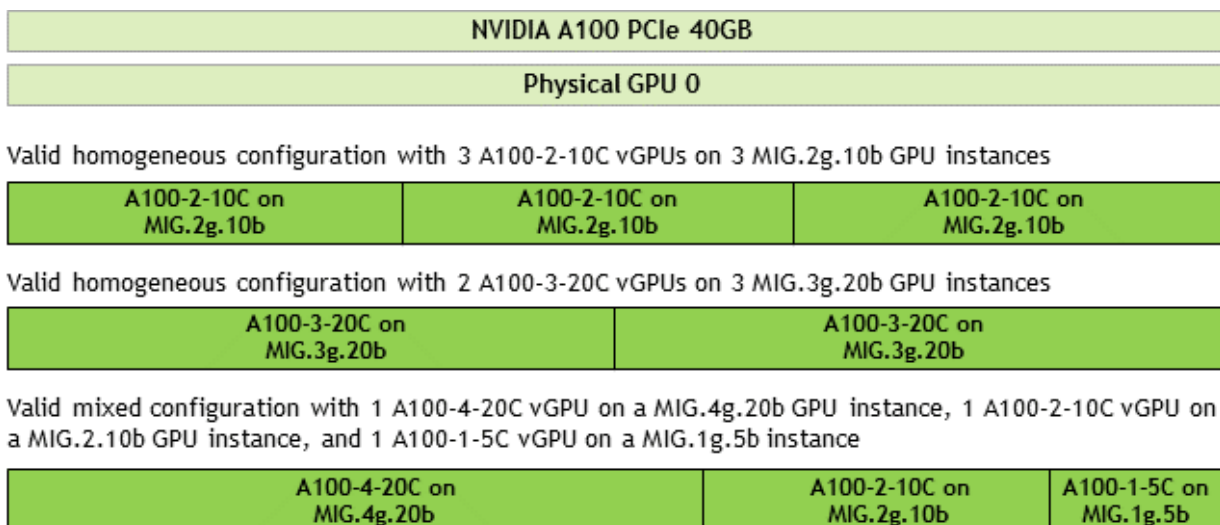 NVIDIA A100 PCIe 40GB
Physical GPU 0
Valid homogeneous configuration with 3 A100-2-10C vGPUs on 3 MIG.2g.10b GPU instances
A100-2-10C on
MIG.2g.10b
A100-2-10C on
MIG.2g.10b
A100-2-10C on
MIG.2g.10b
Valid homogeneous configuration with 2 A100-3-20C vGPUs on 3 MIG.3g.20b GPU instances
A100-3-20C on
MIG.3g.20b
A100-3-20C on
MIG.3g.20b
Valid mixed configuration with 1 A100-4-20C vGPU on a MIG.4g.20b GPU instance, 1 A100-2-10C vGPU on
a MIG.2.10b GPU instance, and 1 A100-1-5C vGPU on a MIG.1g.5b instance
A100-4-20C on
MIG.4g.20b
A100-2-10C on
MIG.2g.10b
A100-1-5C on
MIG.1g.5b